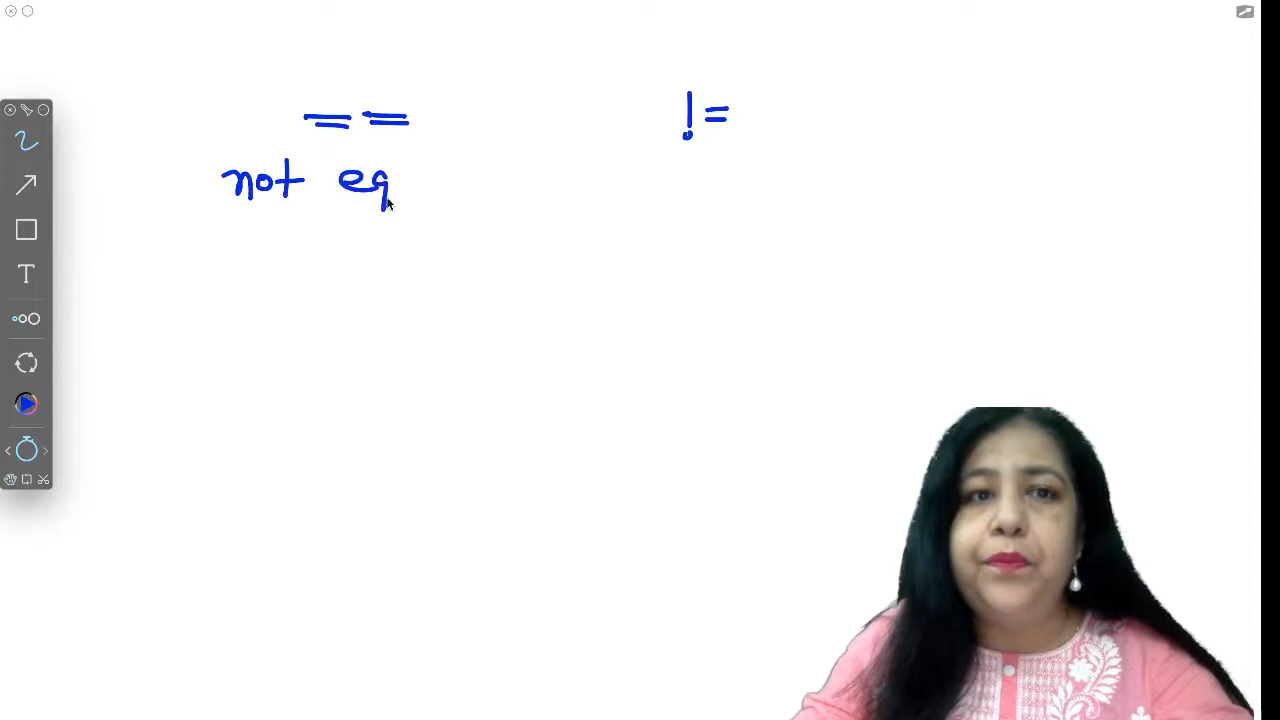 == !=
not eq